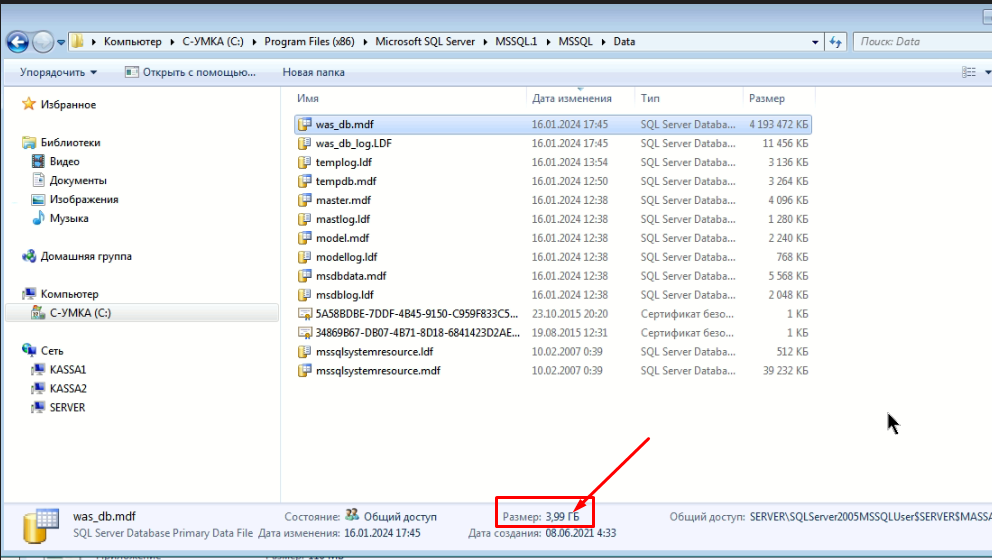 Компьютер ▸ С-УМКА (C:) ▸ Program Files (x86) ▸ Microsoft SQL Server ▸ MSSQL.1 ▸ MSSQL ▸ Data
Поиск: Data
Упорядочить Открыть с помощью... Новая папка
Имя Дата изменения Тип Размер
Избранное
Библиотеки
Видео
Документы
Изображения
Музыка
Домашняя группа
Компьютер
С-УМКА (C:)
Сеть
KASSA1
KASSA2
SERVER
was_db.mdf 16.01.2024 17:45 SQL Server Databa... 4 193 472 КБ
was_db_log.LDF 16.01.2024 17:45 SQL Server Databa... 11 456 КБ
templog.ldf 16.01.2024 13:54 SQL Server Databa... 3 136 КБ
tempdb.mdf 16.01.2024 12:50 SQL Server Databa... 3 264 КБ
master.mdf 16.01.2024 12:38 SQL Server Databa... 4 096 КБ
mastlog.ldf 16.01.2024 12:38 SQL Server Databa... 1 280 КБ
model.mdf 16.01.2024 12:38 SQL Server Databa... 2 240 КБ
modellog.ldf 16.01.2024 12:38 SQL Server Databa... 768 КБ
msdbdata.mdf 16.01.2024 12:38 SQL Server Databa... 5 568 КБ
msdblog.ldf 16.01.2024 12:38 SQL Server Databa... 2 048 КБ
5A58BDBE-7DDF-4B45-9150-C959F833C5... 23.10.2015 20:20 Сертификат безо... 1 КБ
34869B67-DB07-4B71-8D18-6841423D2AE... 19.08.2015 12:31 Сертификат безо... 1 КБ
mssqlsystemresource.ldf 10.02.2007 0:39 SQL Server Databa... 512 КБ
mssqlsystemresource.mdf 10.02.2007 0:39 SQL Server Databa... 39 232 КБ
was_db.mdf Состояние: Общий доступ Размер: 3,99 ГБ Общий доступ: SERVER\SQLServer2005MSSQLUser$SERVER$MASSA
SQL Server Database Primary Data File Дата изменения: 16.01.2024 17:45 Дата создания: 08.06.2021 4:33